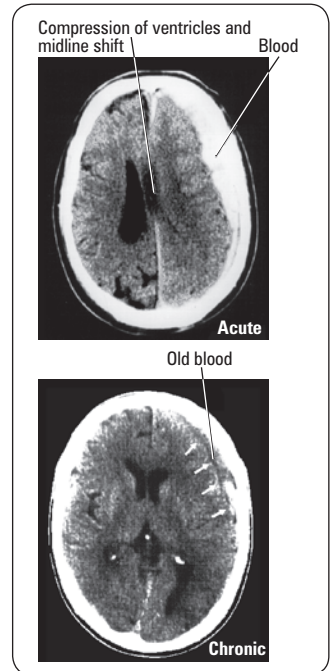 Compression of ventricles and
midline shift
Blood
Acute
Old blood
Chronic